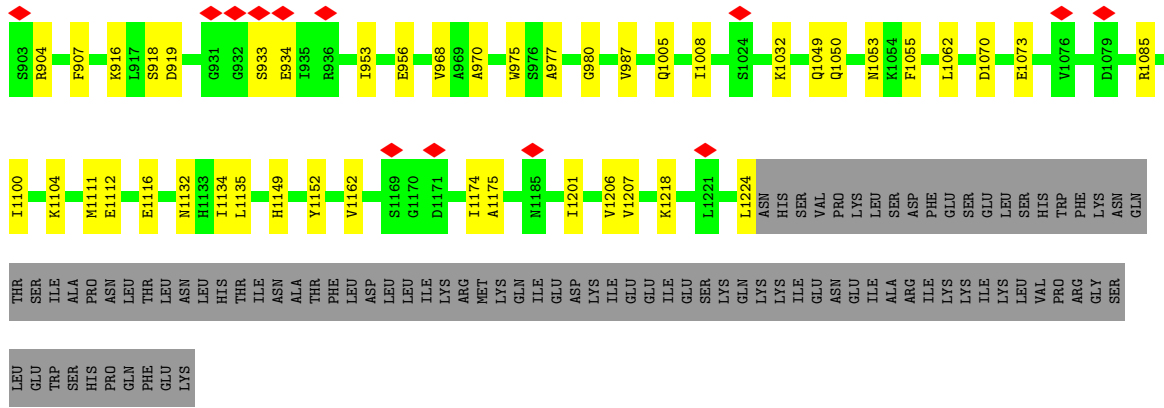 S903 R904 F907 K916 L917 S918 D919 G931 G932 S933 E934 I935 R936 I953 E956 V968 A969 A970 W975 S976 A977 G980 V987 Q1005 I1008 S1024 K1032 Q1049 Q1050 N1053 K1054 F1055 L1062 D1070 E1073 V1076 D1079 R1085
I1100 K1104 M1111 E1112 E1116 N1132 H1133 I1134 L1135 H1149 Y1152 V1162 S1169 G1170 D1171 I1174 A1175 N1185 I1201 V1206 V1207 K1218 L1221 L1224 ASN HIS SER VAL PRO LYS LEU SER ASP PHE GLU SER GLU LEU SER HIS TRP PHE LYS ASN GLN
THR SER ILE ALA PRO ASN LEU THR LEU ASN LEU HIS THR ILE ASN ALA THR PHE LEU ASP LEU LEU ILE LYS ARG MET LYS GLN ILE GLU ASP LYS ILE GLU GLU ILE GLU SER LYS GLN LYS LYS ILE GLU ASN GLU ILE ALA ARG ILE LYS LYS ILE LYS LEU VAL PRO ARG GLY SER
LEU GLU TRP SER HIS PRO GLN PHE GLU LYS